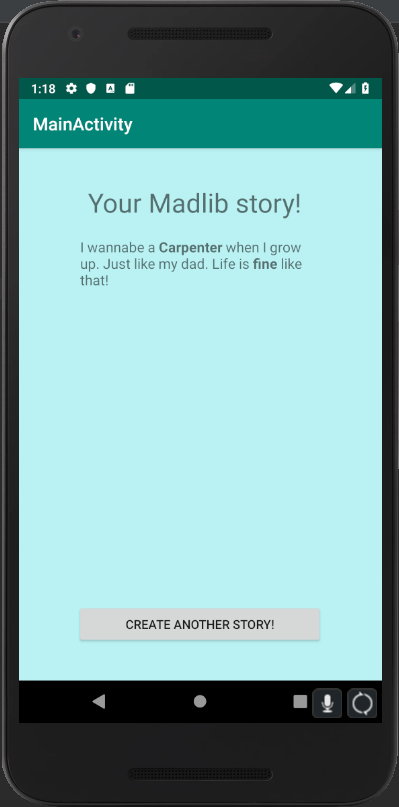 1:18
MainActivity
Your Madlib story!
I wannabe a Carpenter when I grow
up. Just like my dad. Life is fine like
that!
CREATE ANOTHER STORY!